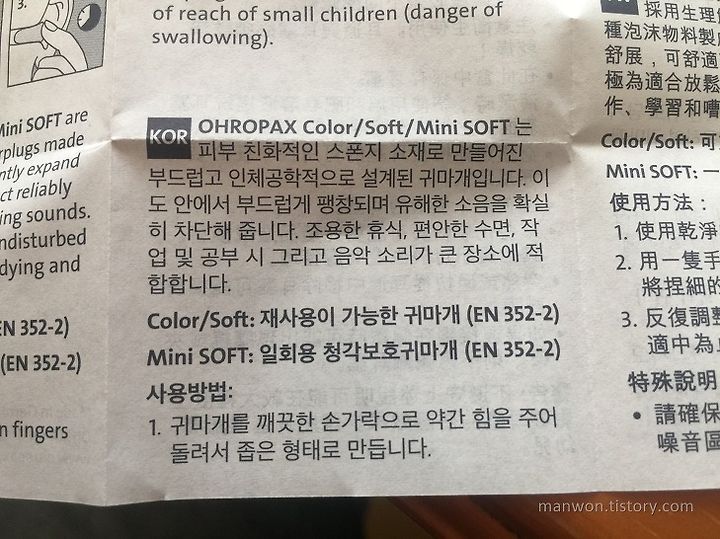 3.
of reach of small children (danger of
swallowing).
Mini SOFT are
rplugs made
ntly expand
ct reliably
ing sounds.
ndisturbed
dying and
EN 352-2)
(EN 352-2)
n fingers
KOR
OHROPAX Color/Soft/Mini SOFT 는
피부 친화적인 스폰지 소재로 만들어진
부드럽고 인체공학적으로 설계된 귀마개입니다. 이
도 안에서 부드럽게 팽창되며 유해한 소음을 확실
히 차단해 줍니다. 조용한 휴식, 편안한 수면, 작
업 및 공부 시 그리고 음악 소리가 큰 장소에 적
합합니다.
Color/Soft: 재사용이 가능한 귀마개 (EN 352-2)
Mini SOFT: 일회용 청각보호귀마개 (EN 352-2)
사용방법:
1. 귀마개를 깨끗한 손가락으로 약간 힘을 주어
돌려서 좁은 형태로 만듭니다.
採用生理
種泡沫物料製
舒展，可舒適
極為適合放鬆
作、學習和嘈
Color/Soft: 可
Mini SOFT: 一
使用方法：
1. 使用乾淨
2. 用一隻手
將捏細的
3. 反復調整
適中為止
特殊說明
• 請確保
噪音區
manwon.tistory.com